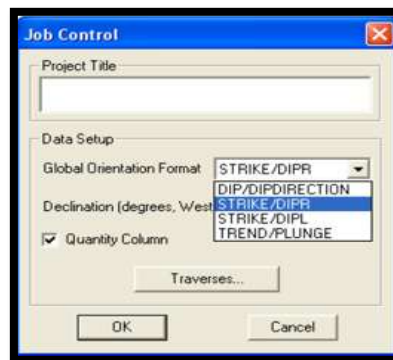 Job Control
Project Title
Data Setup
Global Orientation Format STRIKE/DIPR
DIP/DIPDIRECTION
STRIKE/DIPR
Declination (degrees, West
STRIKE/DIPL
TREND/PLUNGE
Quantity Column
Traverses...
OK Cancel